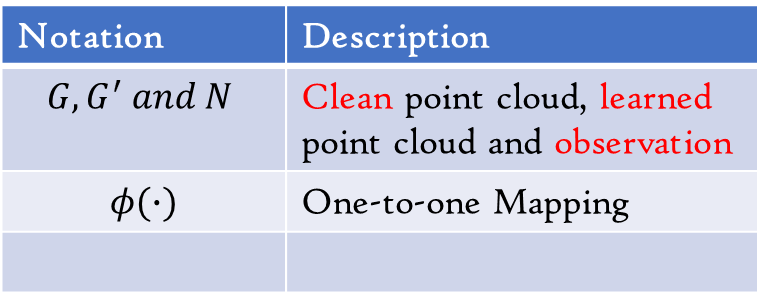 Notation Description
G, G′ and N Clean point cloud, learned
point cloud and observation
ϕ(·) One-to-one Mapping